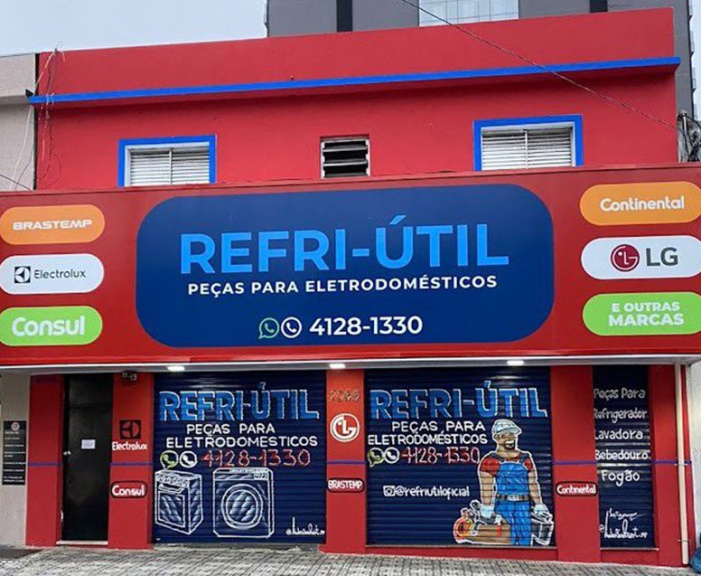 BRASTEMP
Electrolux
Consul
REFRI-ÚTIL
PEÇAS PARA ELETRODOMÉSTICOS
4128-1330
Continental
LG
E OUTRAS
MARCAS
Electrolux
Consul
REFRI-ÚTIL
PEÇAS PARA
ELETRODOMESTICOS
4128-1330
LG
BRASTEMP
REFRI-ÚTIL
PEÇAS PARA
ELETRODOMESTICOS
4128-1330
@refriutiloficial
Continental
Peças Para
Refrigerador
Lavadora
Bebedouro
Fogão